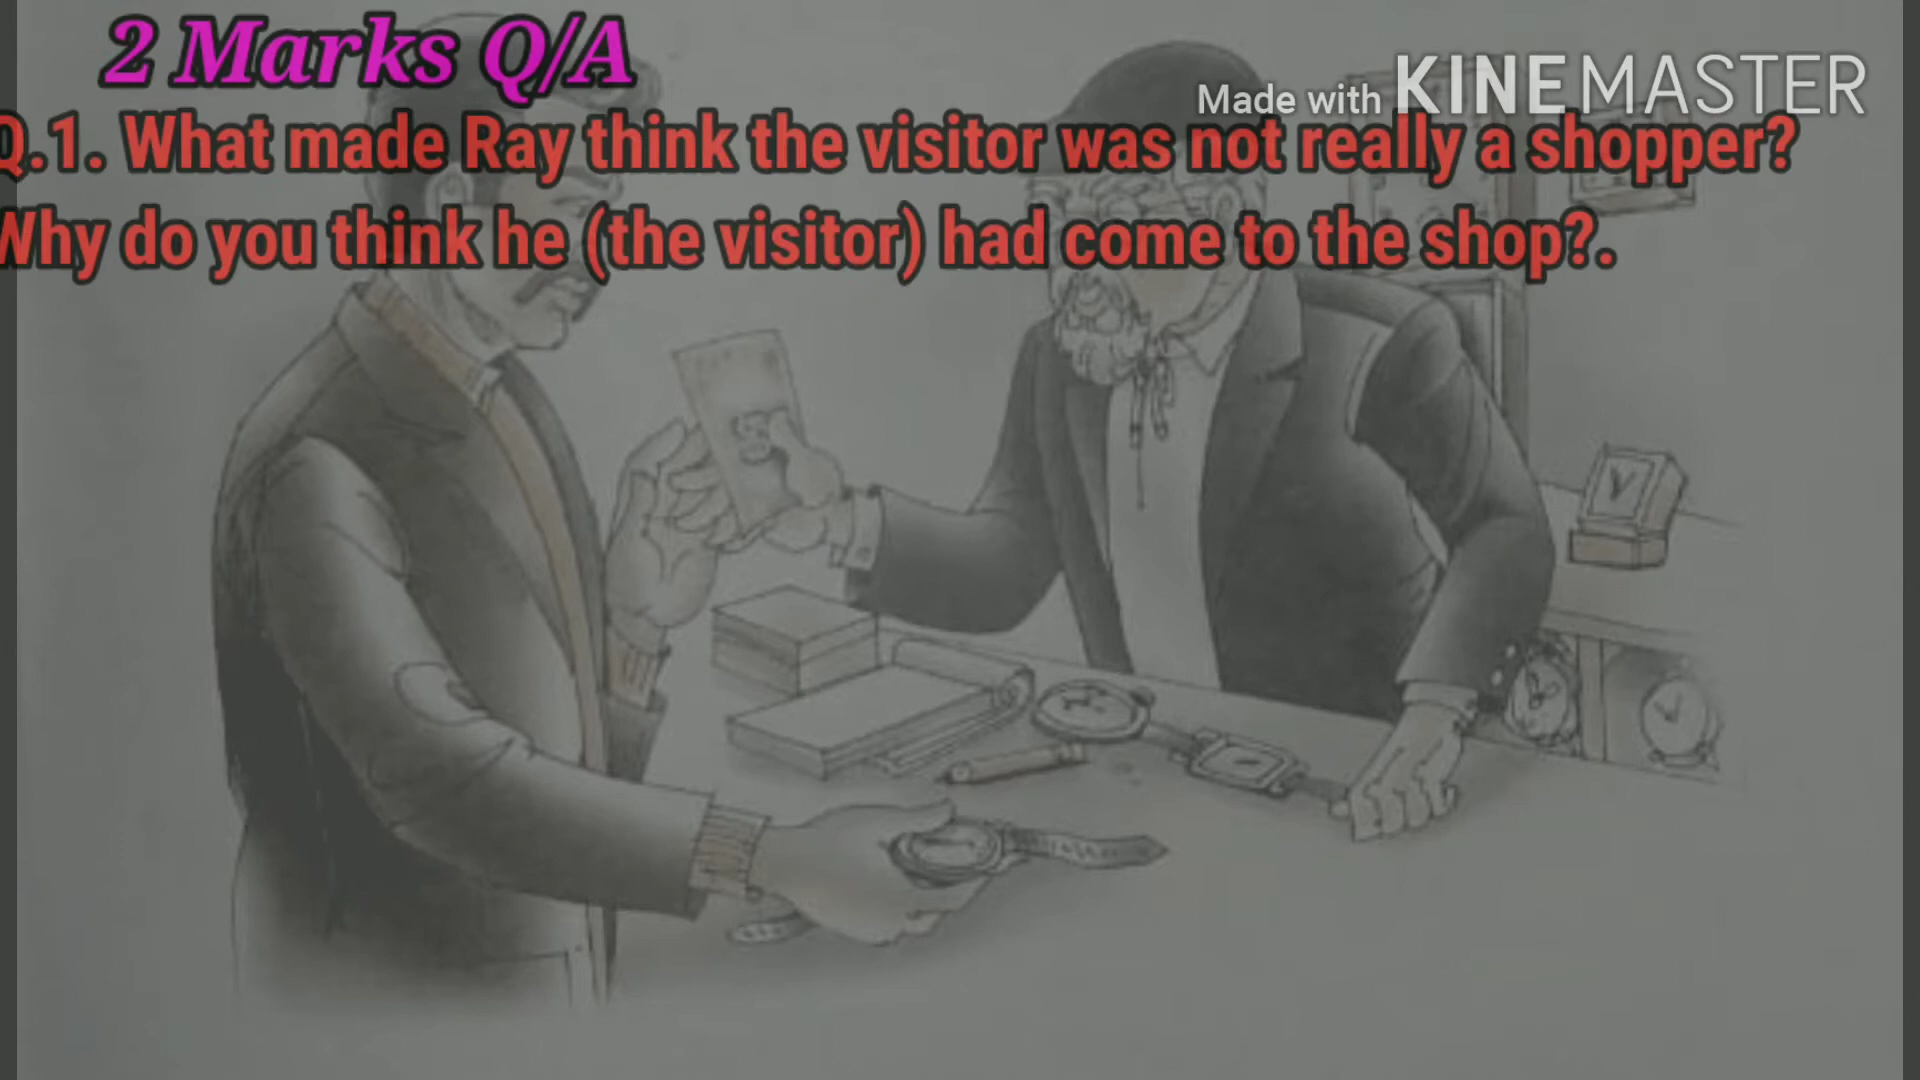 2 Marks Q/A
Made with KINEMASTER
Q.1. What made Ray think the visitor was not really a shopper?
Why do you think he (the visitor) had come to the shop?.